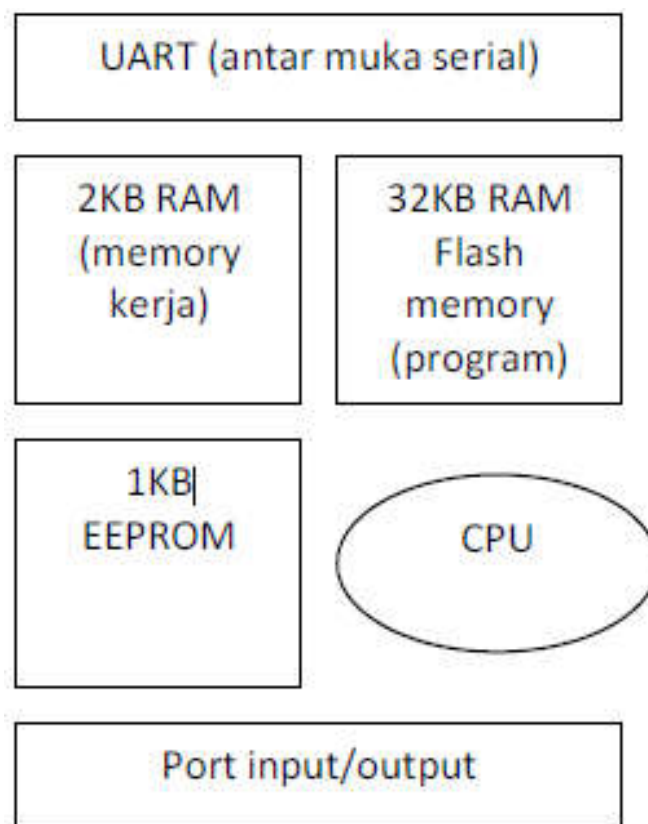 UART (antar muka serial)
2KB RAM
(memory
kerja)
32KB RAM
Flash
memory
(program)
1KB
EEPROM
CPU
Port input/output